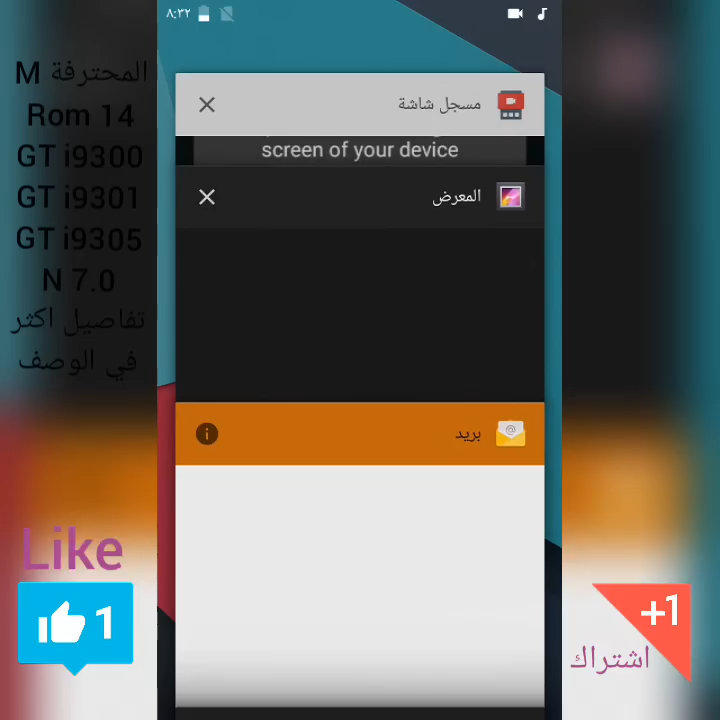 ٨:٣٢
مسجل شاشة
screen of your device
المعرض
بريد
المحترفة M
Rom 14
GT i9300
GT i9301
GT i9305
N 7.0
تفاصيل اكثر
في الوصف
Like
1
+1
اشتراك